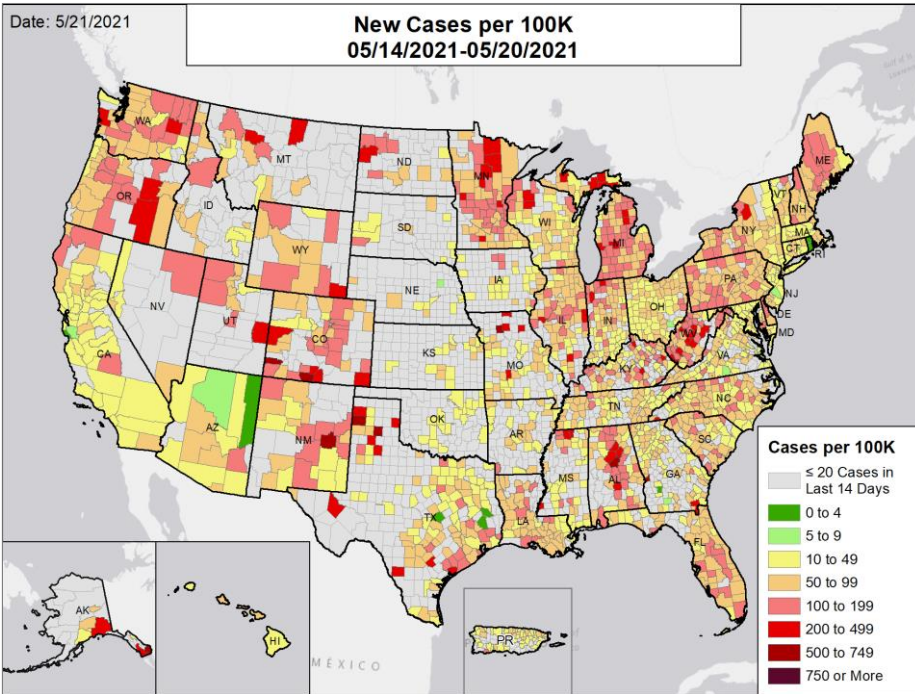 Date: 5/21/2021
New Cases per 100K
05/14/2021-05/20/2021
WA
MT
ND
MN
ME
OR
ID
SD
WI
MI
VT
NH
NY
MA
CT
RI
WY
IA
NE
PA
NJ
NV
UT
CO
IL
IN
OH
DE
MD
WV
VA
KS
MO
KY
CA
AZ
NM
OK
AR
TN
NC
SC
MS
AL
GA
TX
LA
FL
AK
HI
PR
MÉXICO
Cases per 100K
≤ 20 Cases in
Last 14 Days
0 to 4
5 to 9
10 to 49
50 to 99
100 to 199
200 to 499
500 to 749
750 or More